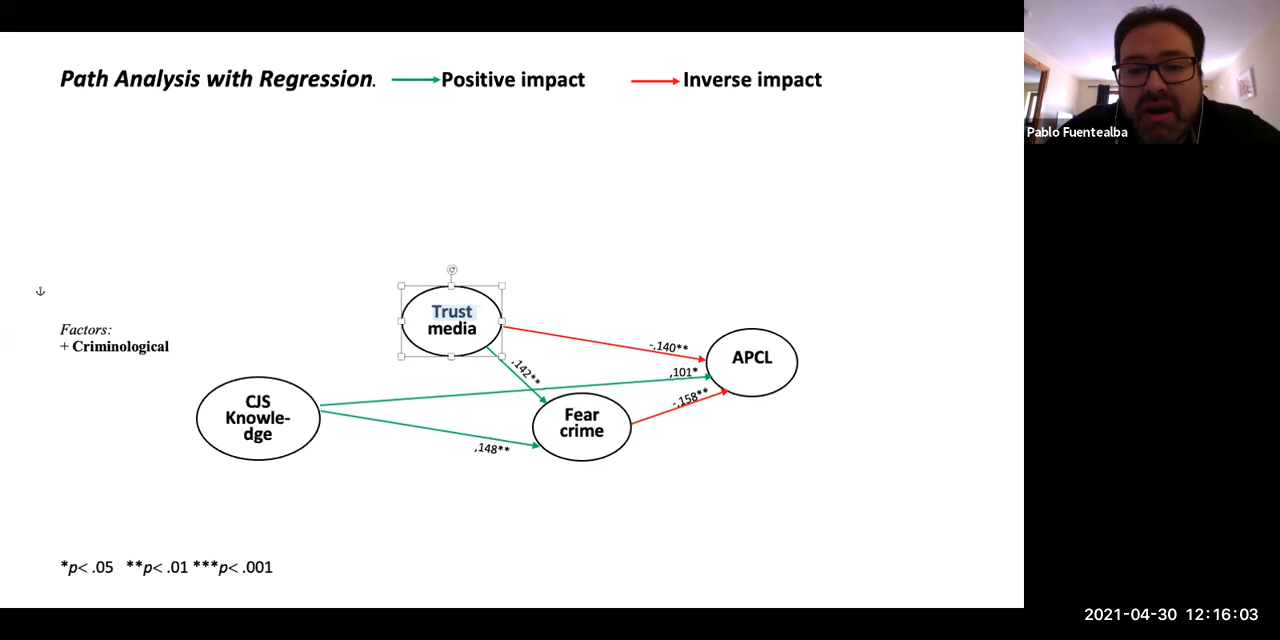 Path Analysis with Regression.
Positive impact
Inverse impact
Pablo Fuentealba
Trust
media
-,140**
Factors:
+ Criminological
APCL
,142**
,101*
-,158**
CJS
Knowle-
dge
Fear
crime
,148**
*p< .05 **p< .01 ***p< .001
2021-04-30 12:16:03